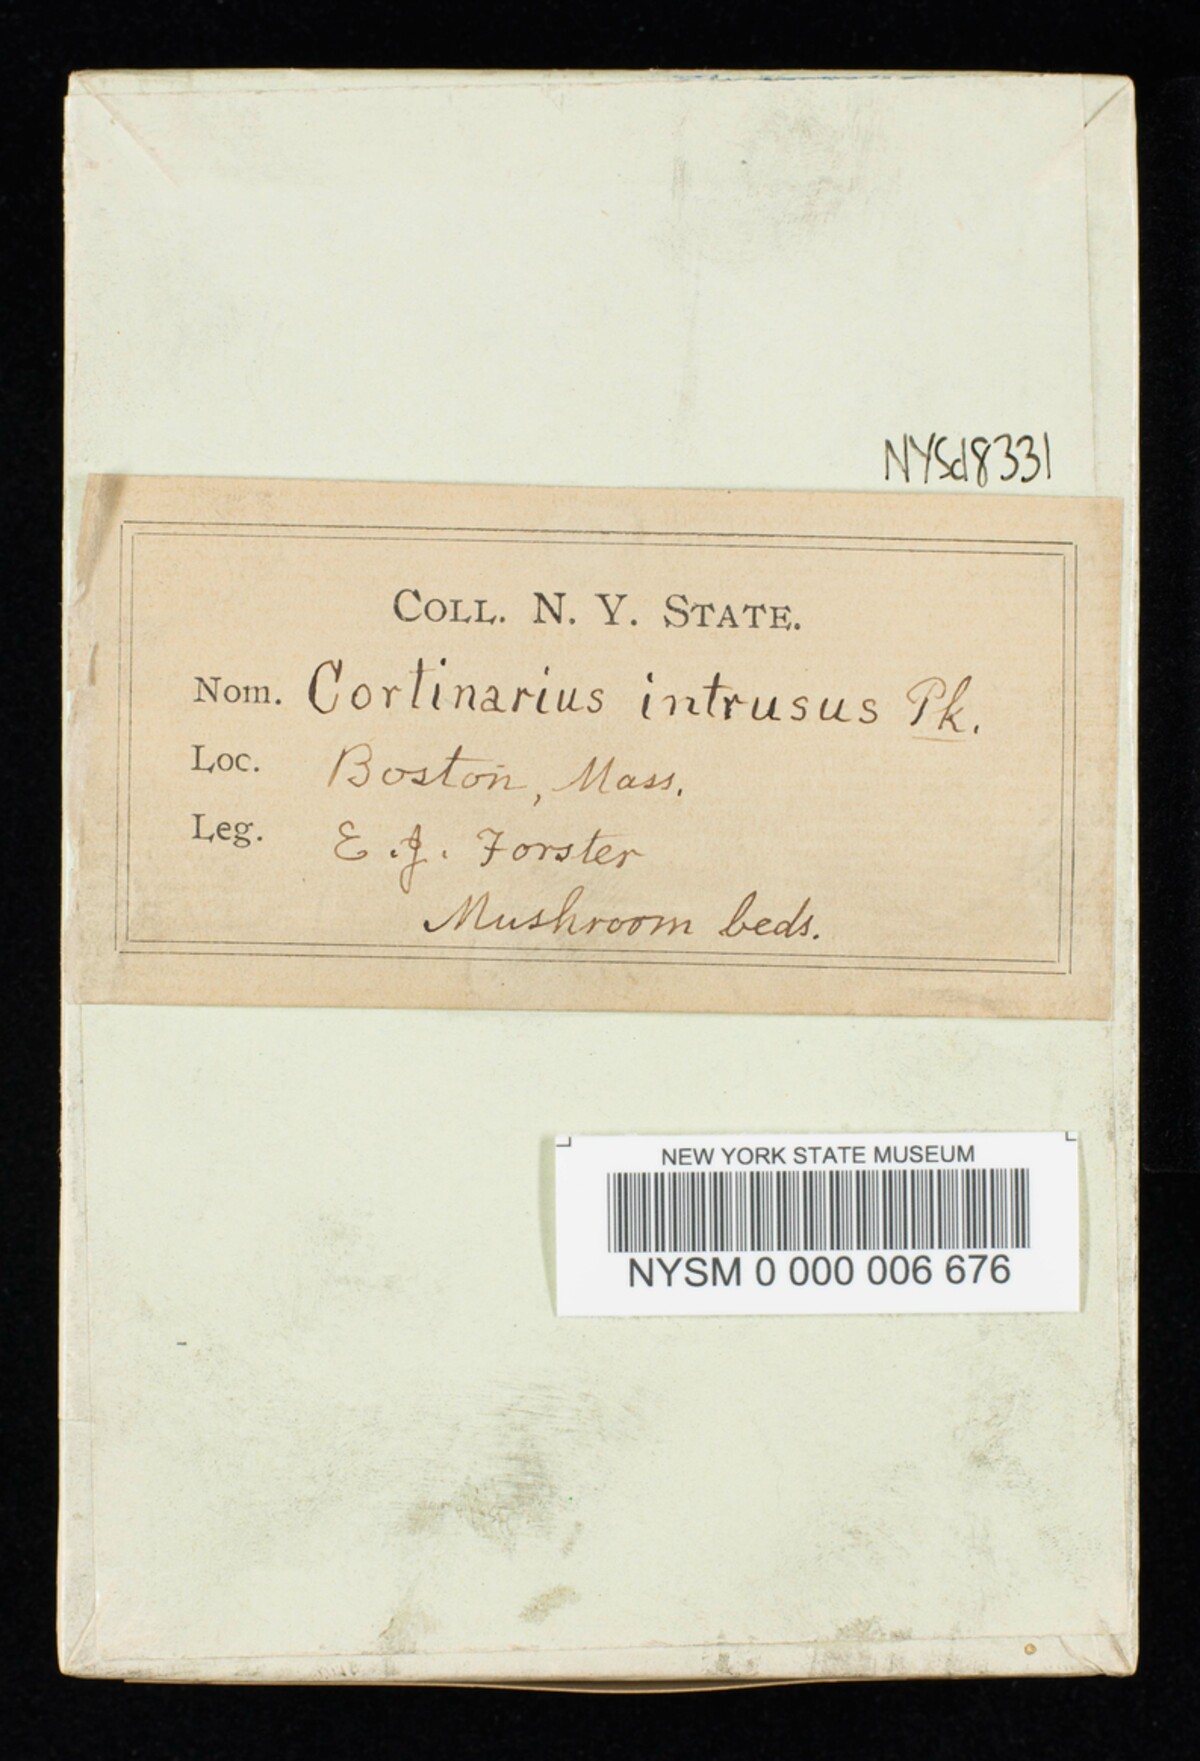 NYSd8331
COLL. N. Y. STATE.
Nom. Cortinarius intrusus Pk.
Loc. Boston, Mass.
Leg. E. J. Forster
Mushroom beds.
NEW YORK STATE MUSEUM
NYSM 0 000 006 676